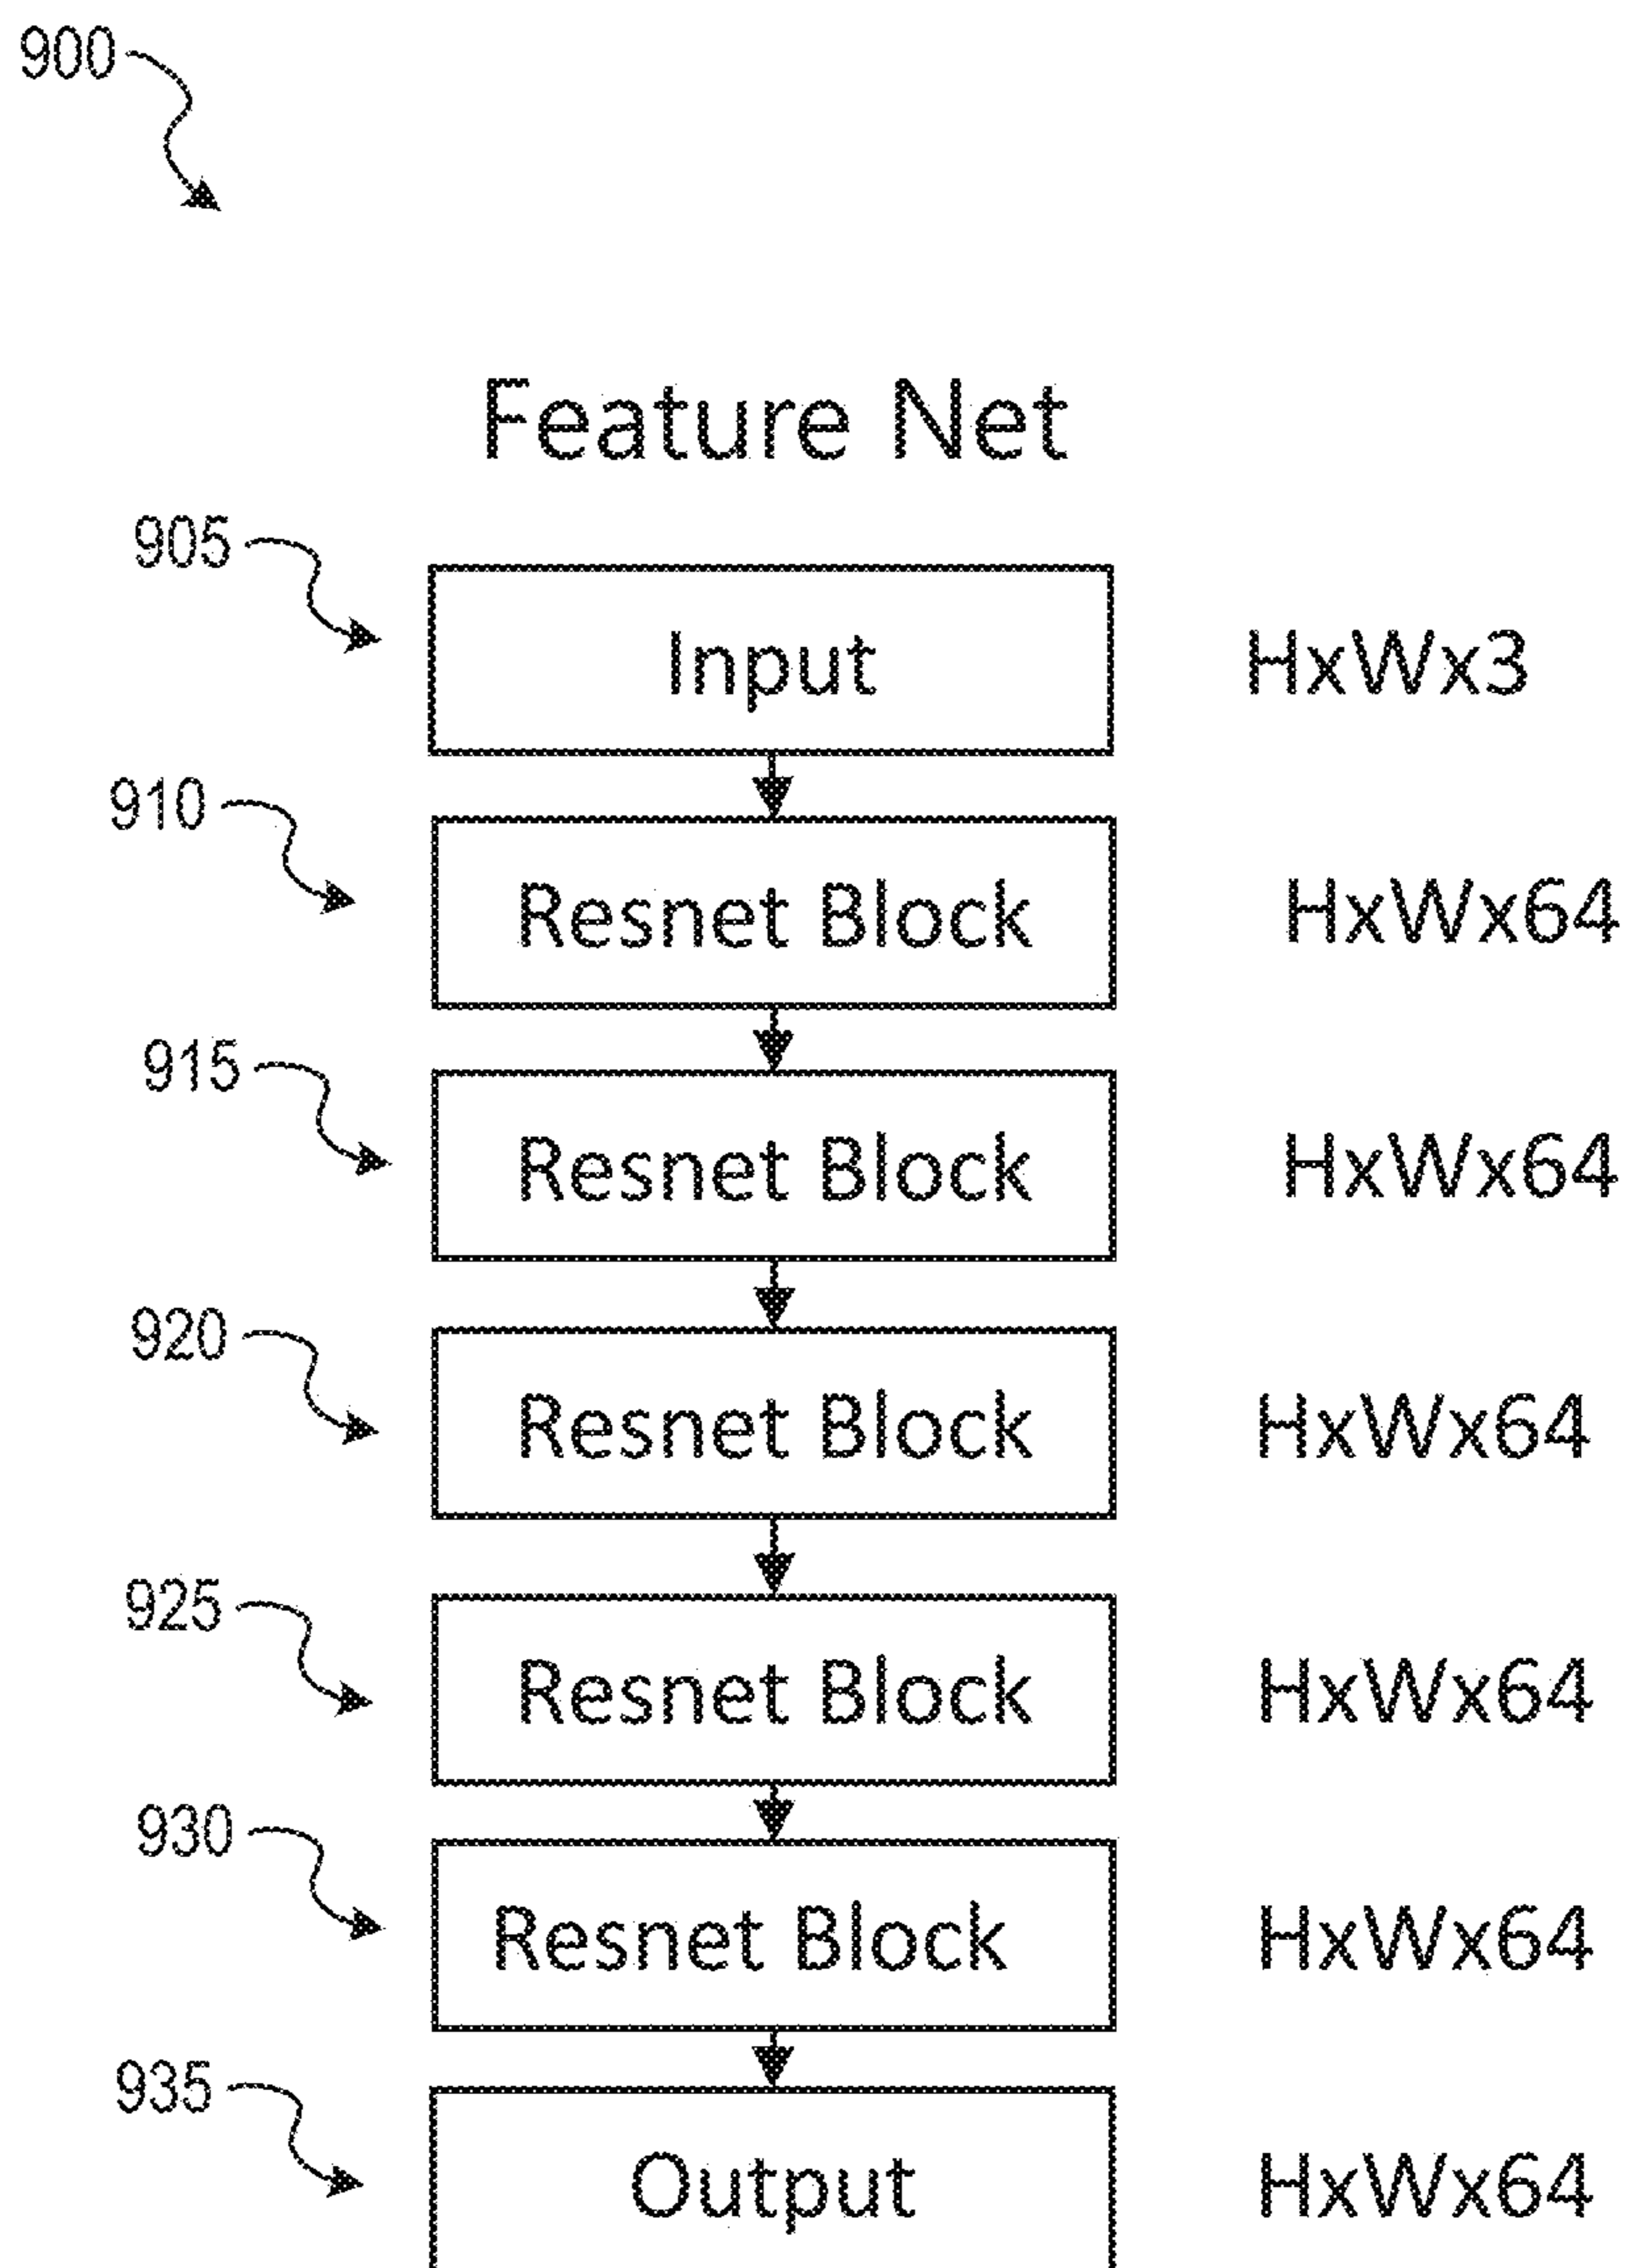 900
Feature Net
905
Input
HxWx3
910
Resnet Block
HxWx64
915
Resnet Block
HxWx64
920
Resnet Block
HxWx64
925
Resnet Block
HxWx64
930
Resnet Block
HxWx64
935
Output
HxWx64